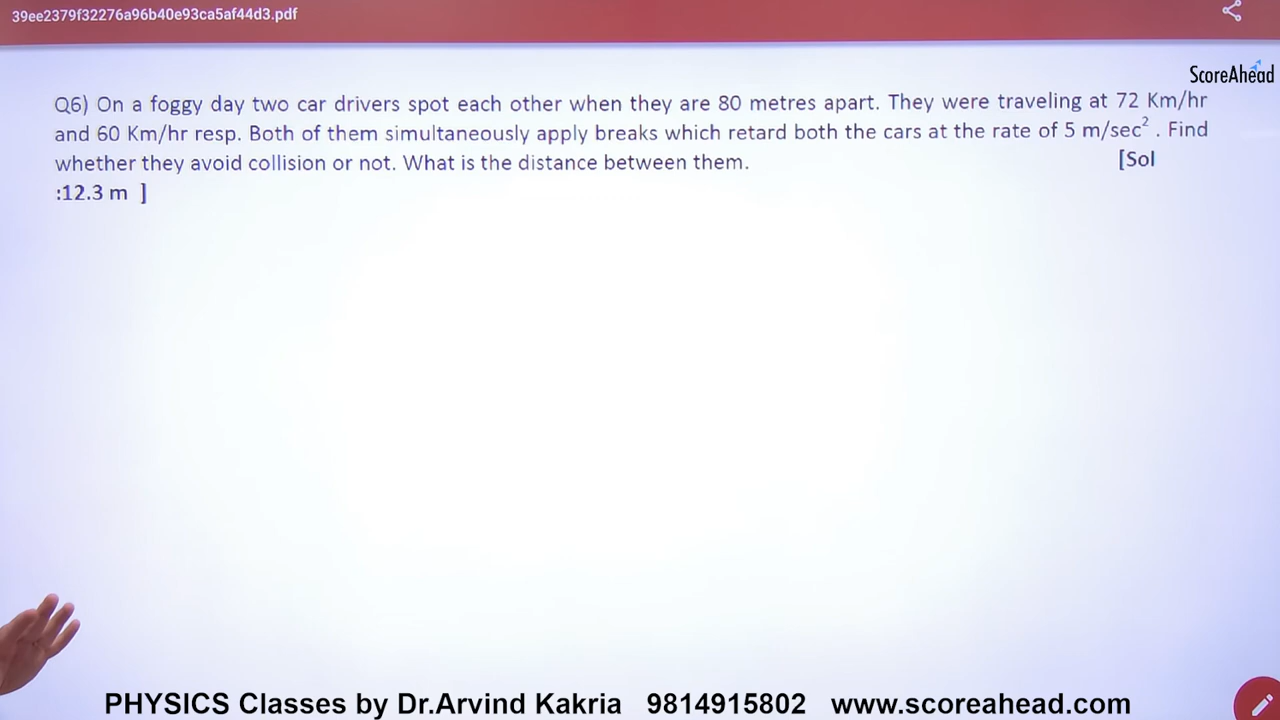 39ee2379f32276a96b40e93ca5af44d3.pdf
ScoreAhead
Q6) On a foggy day two car drivers spot each other when they are 80 metres apart. They were traveling at 72 Km/hr
and 60 Km/hr resp. Both of them simultaneously apply breaks which retard both the cars at the rate of 5 m/sec² . Find
whether they avoid collision or not. What is the distance between them. [Sol
:12.3 m ]
PHYSICS Classes by Dr.Arvind Kakria 9814915802 www.scoreahead.com